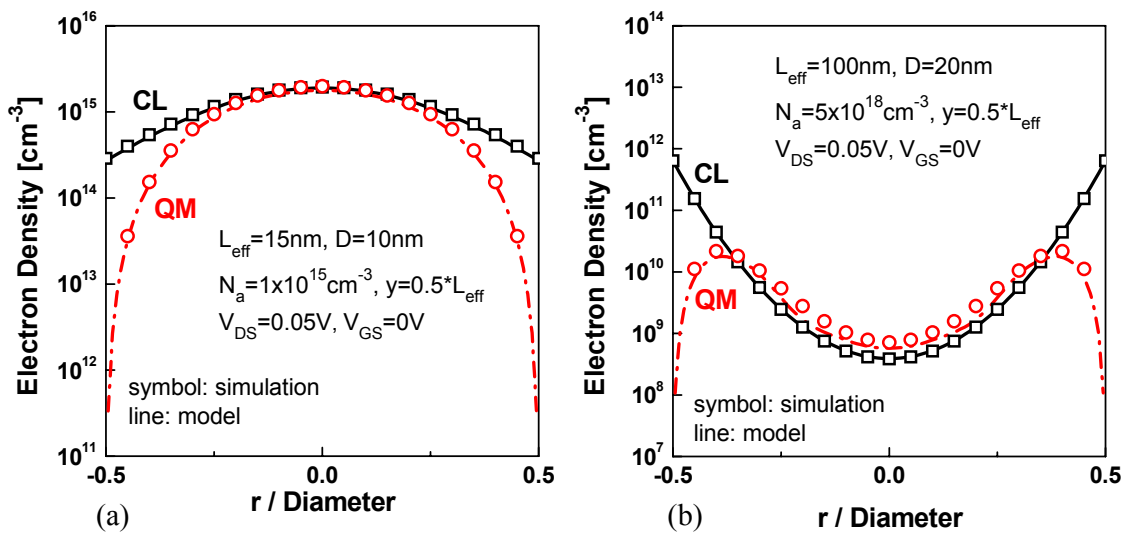 10^16
10^15
10^14
10^13
10^12
10^11
Electron Density [cm^-3]
CL
QM
L_eff=15nm, D=10nm
N_a=1x10^15cm^-3, y=0.5*L_eff
V_DS=0.05V, V_GS=0V
symbol: simulation
line: model
-0.5 0.0 0.5
r / Diameter
(a)
10^14
10^13
10^12
10^11
10^10
10^9
10^8
10^7
Electron Density [cm^-3]
L_eff=100nm, D=20nm
N_a=5x10^18cm^-3, y=0.5*L_eff
V_DS=0.05V, V_GS=0V
CL
QM
symbol: simulation
line: model
-0.5 0.0 0.5
r / Diameter
(b)